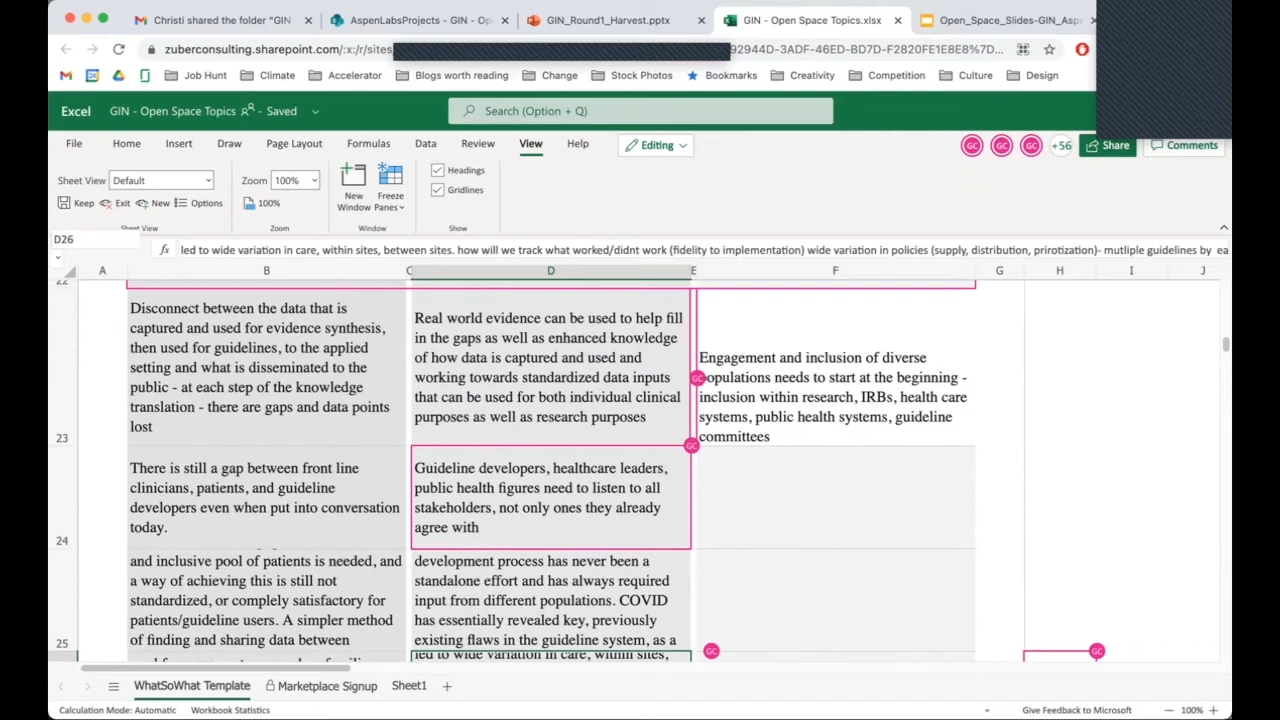 Christi shared the folder "GIN
AspenLabsProjects - GIN - Op
GIN_Round1_Harvest.pptx
GIN - Open Space Topics.xlsx
Open_Space_Slides-GIN_Asp
zuberconsulting.sharepoint.com/:x:/r/sites
92944D-3ADF-46ED-BD7D-F2820FE1E8E8%7D...
Job Hunt
Climate
Accelerator
Blogs worth reading
Change
Stock Photos
Bookmarks
Creativity
Competition
Culture
Design
Excel
GIN - Open Space Topics
- Saved
Search (Option + Q)
File
Home
Insert
Draw
Page Layout
Formulas
Data
Review
View
Help
Editing
GC
GC
GC
+56
Share
Comments
Sheet View
Default
Keep
Exit
New
Options
Zoom
100%
100%
New
Window
Freeze
Panes
Headings
Gridlines
Sheet View
Zoom
Window
Show
D26
fx
led to wide variation in care, within sites, between sites. how will we track what worked/didnt work (fidelity to implementation) wide variation in policies (supply, distribution, prirotization)- mutliple guidelines by ea
A
B
C
D
E
F
G
H
I
J
22
Disconnect between the data that is
captured and used for evidence synthesis,
then used for guidelines, to the applied
setting and what is disseminated to the
public - at each step of the knowledge
translation - there are gaps and data points
lost
Real world evidence can be used to help fill
in the gaps as well as enhanced knowledge
of how data is captured and used and
working towards standardized data inputs
that can be used for both individual clinical
purposes as well as research purposes
Engagement and inclusion of diverse
populations needs to start at the beginning -
inclusion within research, IRBs, health care
systems, public health systems, guideline
committees
GC
23
GC
There is still a gap between front line
clinicians, patients, and guideline
developers even when put into conversation
today.
Guideline developers, healthcare leaders,
public health figures need to listen to all
stakeholders, not only ones they already
agree with
24
and inclusive pool of patients is needed, and
a way of achieving this is still not
standardized, or complely satisfactory for
patients/guideline users. A simpler method
of finding and sharing data between
development process has never been a
standalone effort and has always required
input from different populations. COVID
has essentially revealed key, previously
existing flaws in the guideline system, as a
25
led to wide variation in care, within sites,
GC
GC
WhatSoWhat Template
Marketplace Signup
Sheet1
Calculation Mode: Automatic
Workbook Statistics
Give Feedback to Microsoft
100%